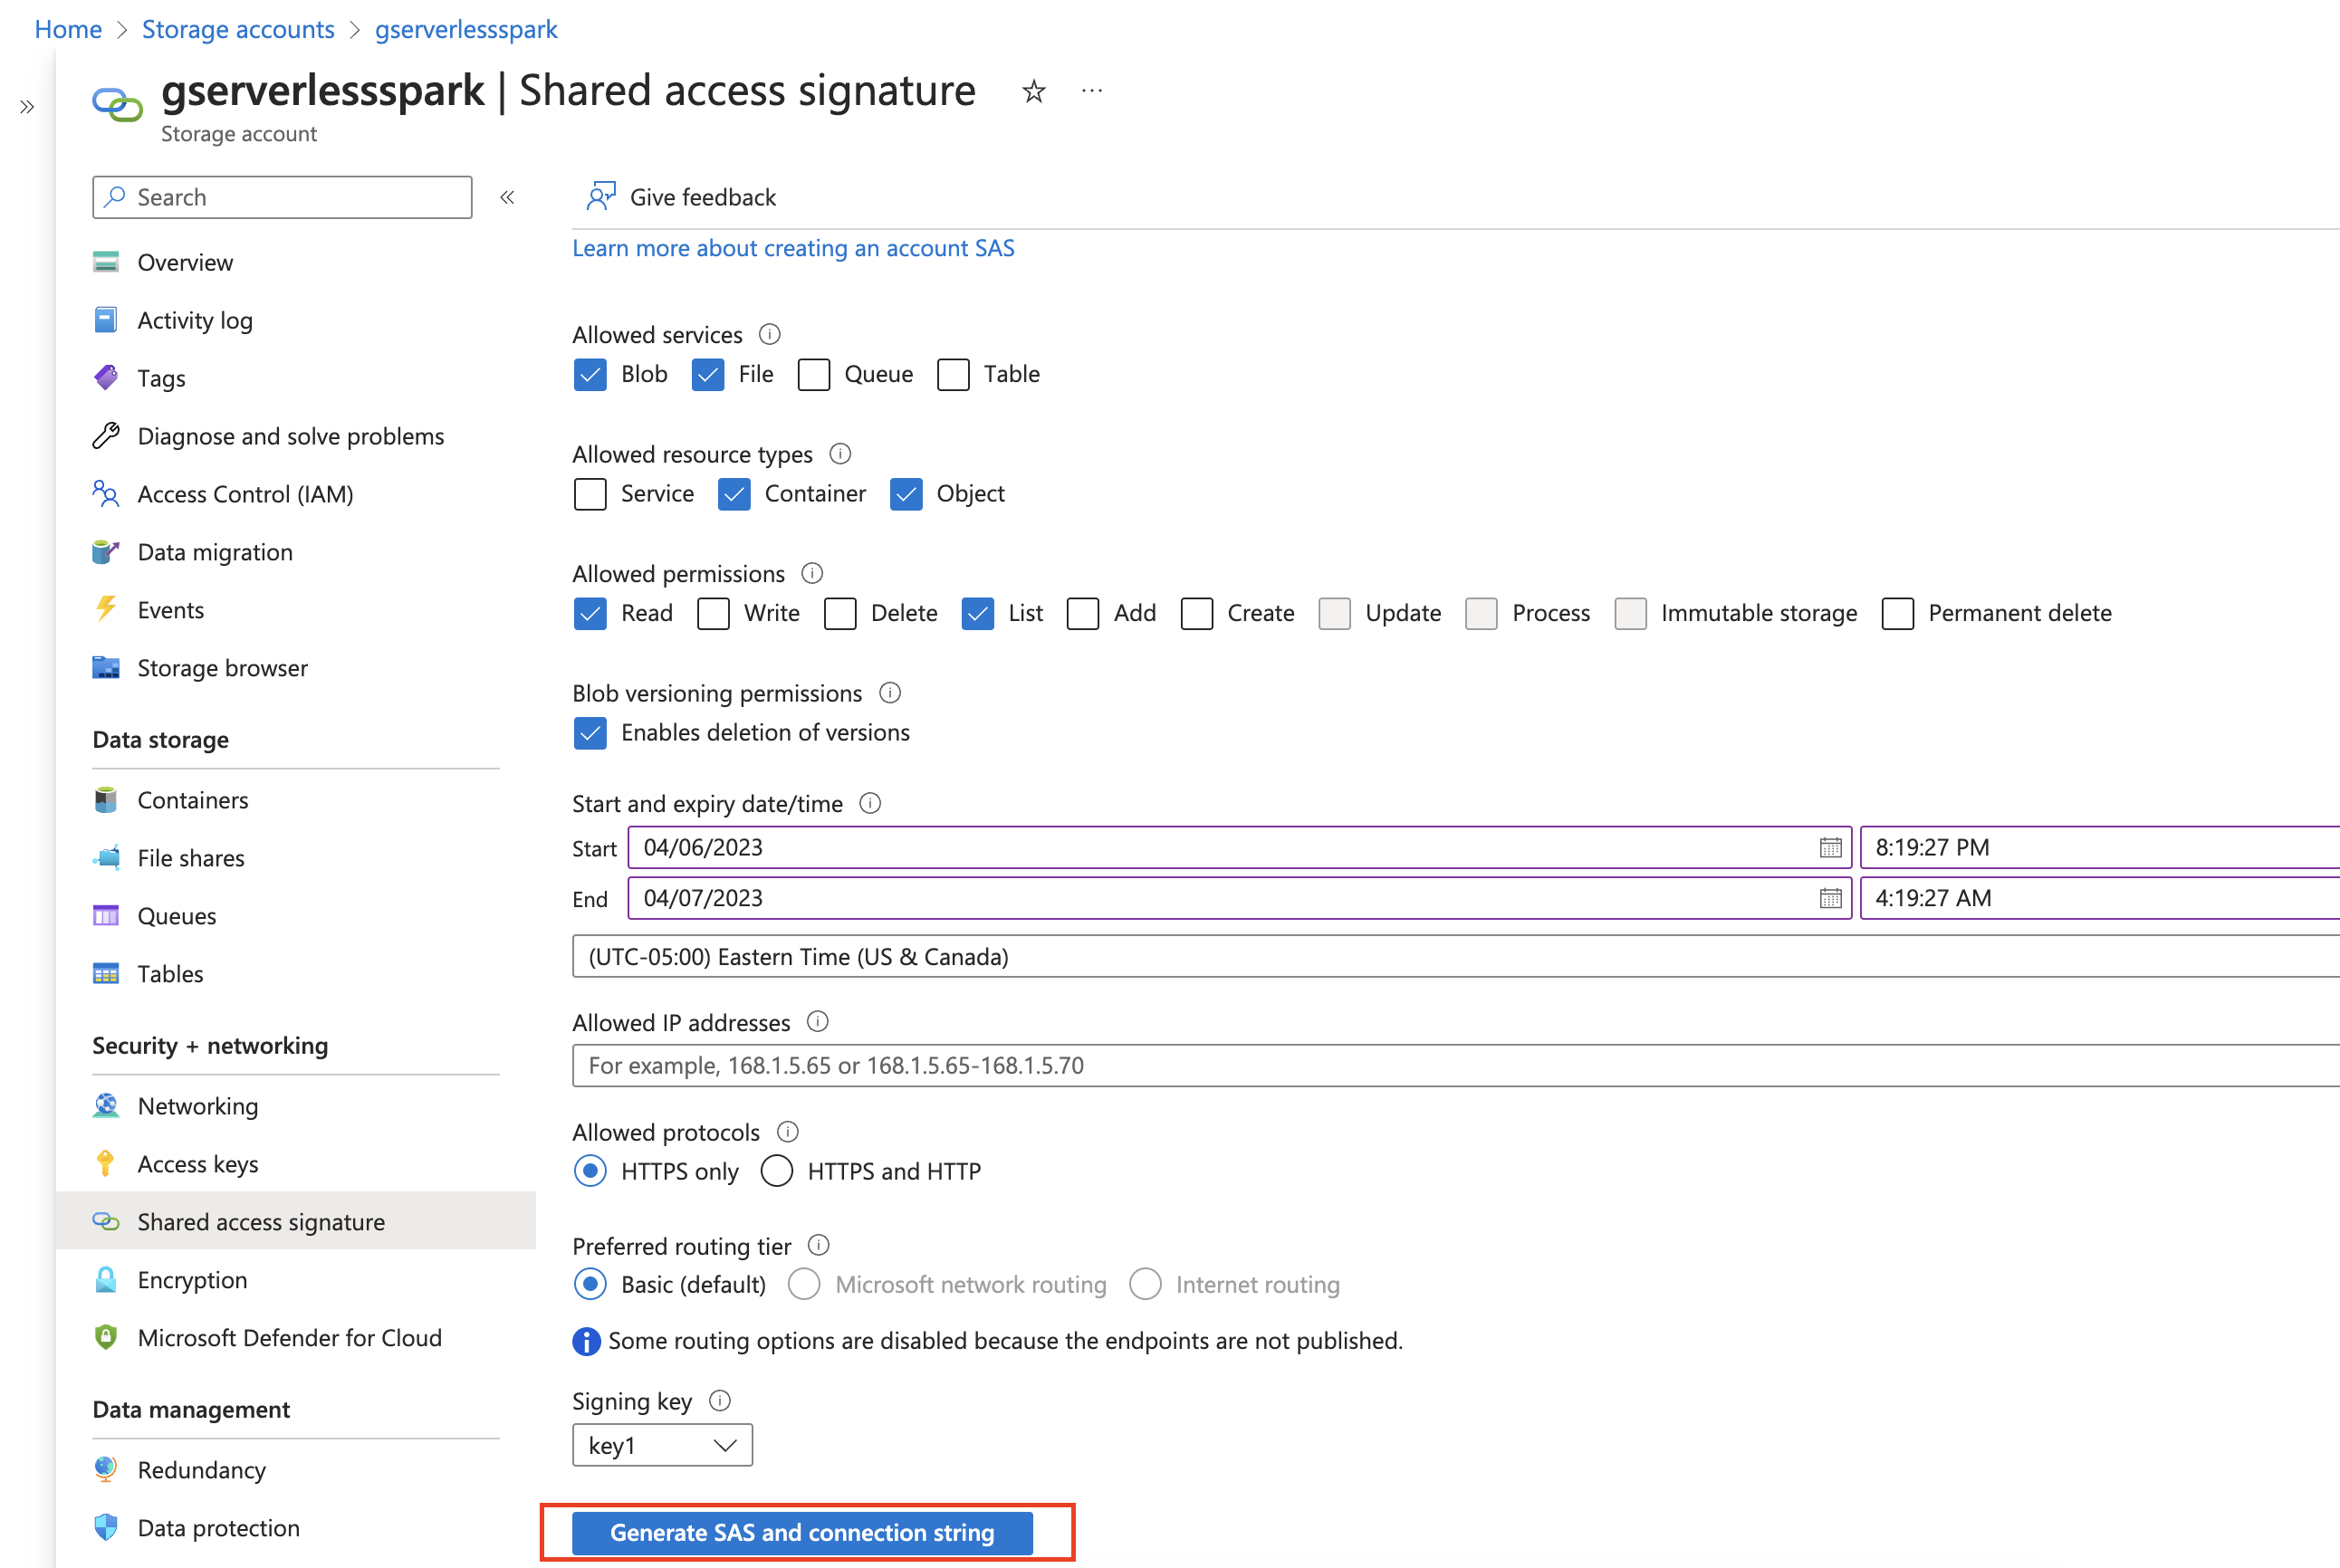 Home > Storage accounts > gserverlessspark
gserverlessspark | Shared access signature
Storage account
Search
Overview
Activity log
Tags
Diagnose and solve problems
Access Control (IAM)
Data migration
Events
Storage browser
Data storage
Containers
File shares
Queues
Tables
Security + networking
Networking
Access keys
Shared access signature
Encryption
Microsoft Defender for Cloud
Data management
Redundancy
Data protection
Give feedback
Learn more about creating an account SAS
Allowed services
Blob File Queue Table
Allowed resource types
Service Container Object
Allowed permissions
Read Write Delete List Add Create Update Process Immutable storage Permanent delete
Blob versioning permissions
Enables deletion of versions
Start and expiry date/time
Start 04/06/2023 8:19:27 PM
End 04/07/2023 4:19:27 AM
(UTC-05:00) Eastern Time (US & Canada)
Allowed IP addresses
For example, 168.1.5.65 or 168.1.5.65-168.1.5.70
Allowed protocols
HTTPS only HTTPS and HTTP
Preferred routing tier
Basic (default) Microsoft network routing Internet routing
Some routing options are disabled because the endpoints are not published.
Signing key
key1
Generate SAS and connection string